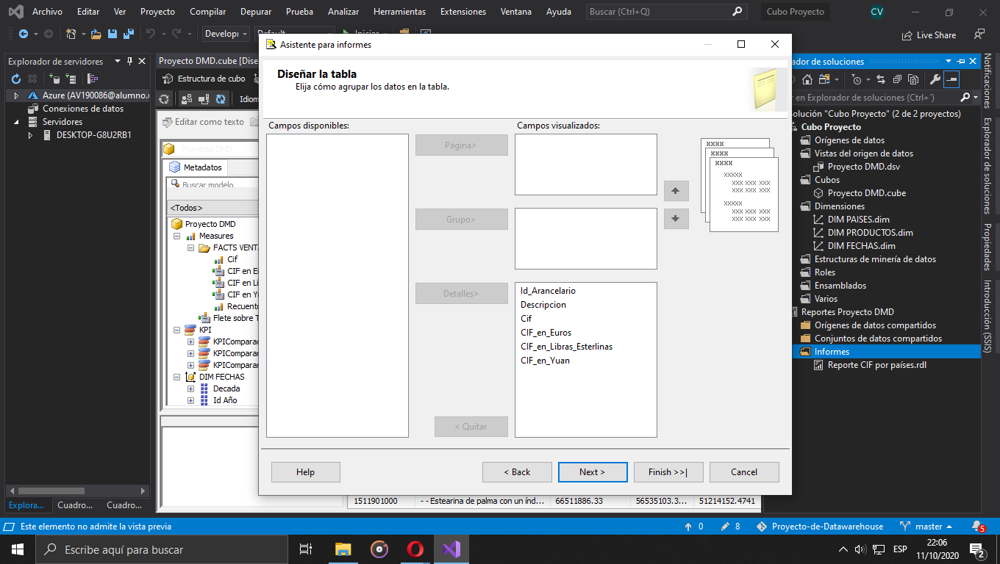 Archivo Editar Ver Proyecto Compilar Depurar Prueba Analizar Herramientas Extensiones Ventana Ayuda Buscar (Ctrl+Q) Cubo Proyecto CV
Developr Default Iniciar Live Share
Asistente para informes
Diseñar la tabla
Elija cómo agrupar los datos en la tabla.
Campos disponibles:
Campos visualizados:
Página>
Grupo>
Detalles>
Id_Arancelario
Descripcion
Cif
CIF_en_Euros
CIF_en_Libras_Esterlinas
CIF_en_Yuan
< Quitar
XXXX
XXXX
XXXX
XXXXX
XXX XXX XXX
XXX XXX XXX
XXXXX
XXX XXX XXX
XXX XXX XXX
Help
< Back
Next >
Finish >>|
Cancel
Explorador de servidores
Azure (AV190086@alumno.u
Conexiones de datos
Servidores
DESKTOP-G8U2RB1
Explora...
Cuadro...
Cuadro...
Proyecto DMD.cube [Dise
Estructura de cubo
Idiom
Editar como texto
Proyecto DMD
Metadatos
Buscar modelo
<Todos>
Proyecto DMD
Measures
FACTS VENT
Cif
CIF en E
CIF en Li
CIF en Y
Recuento
Flete sobre T
KPI
KPIComparac
KPIComparac
KPIComparac
DIM FECHAS
Decada
Id Año
1511901000 - - Estearina de palma con un índ... 66511886.33 56535103.3... 51214152.4741
ador de soluciones
r en Explorador de soluciones (Ctrl+´)
olución "Cubo Proyecto" (2 de 2 proyectos)
Cubo Proyecto
Orígenes de datos
Vistas del origen de datos
Proyecto DMD.dsv
Cubos
Proyecto DMD.cube
Dimensiones
DIM PAISES.dim
DIM PRODUCTOS.dim
DIM FECHAS.dim
Estructuras de minería de datos
Roles
Ensamblados
Varios
Reportes Proyecto DMD
Orígenes de datos compartidos
Conjuntos de datos compartidos
Informes
Reporte CIF por países.rdl
Notificaciones
Explorador de soluciones
Propiedades
Introducción (SSIS)
Este elemento no admite la vista previa 0 8 Proyecto-de-Datawarehouse master 5
Escribe aquí para buscar
ESP
22:06
11/10/2020
2